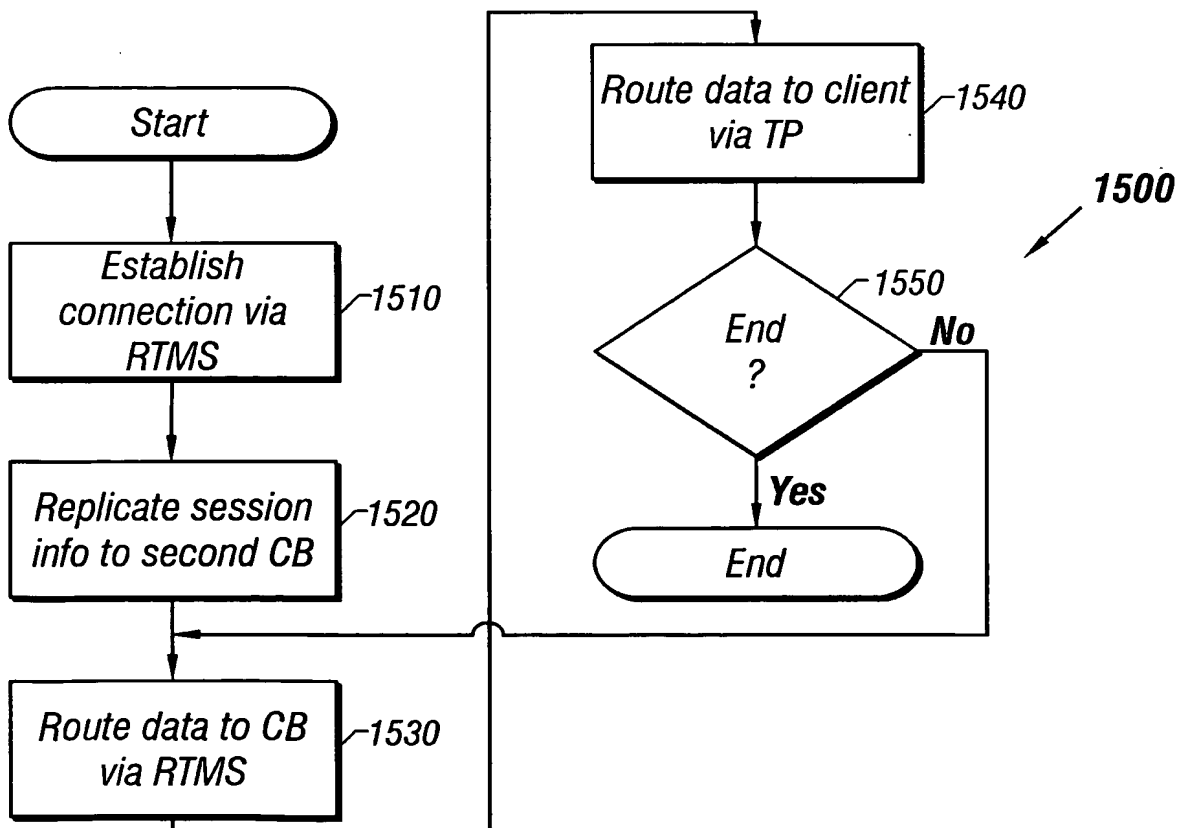 Start
Establish
connection via
RTMS
1510
Replicate session
info to second CB
1520
Route data to CB
via RTMS
1530
Route data to client
via TP
1540
1500
End
?
1550
No
Yes
End